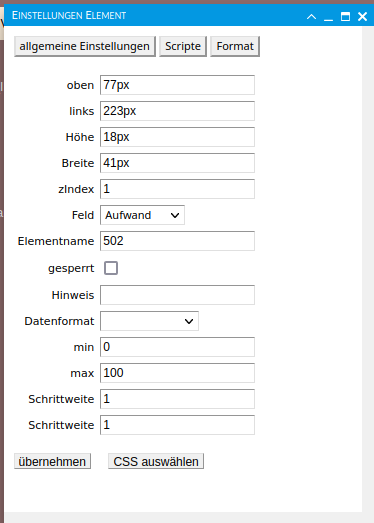 Einstellungen Element
allgemeine Einstellungen Scripte Format
oben 77px
links 223px
Höhe 18px
Breite 41px
zIndex 1
Feld Aufwand
Elementname 502
gesperrt
Hinweis
Datenformat
min 0
max 100
Schrittweite 1
Schrittweite 1
übernehmen CSS auswählen